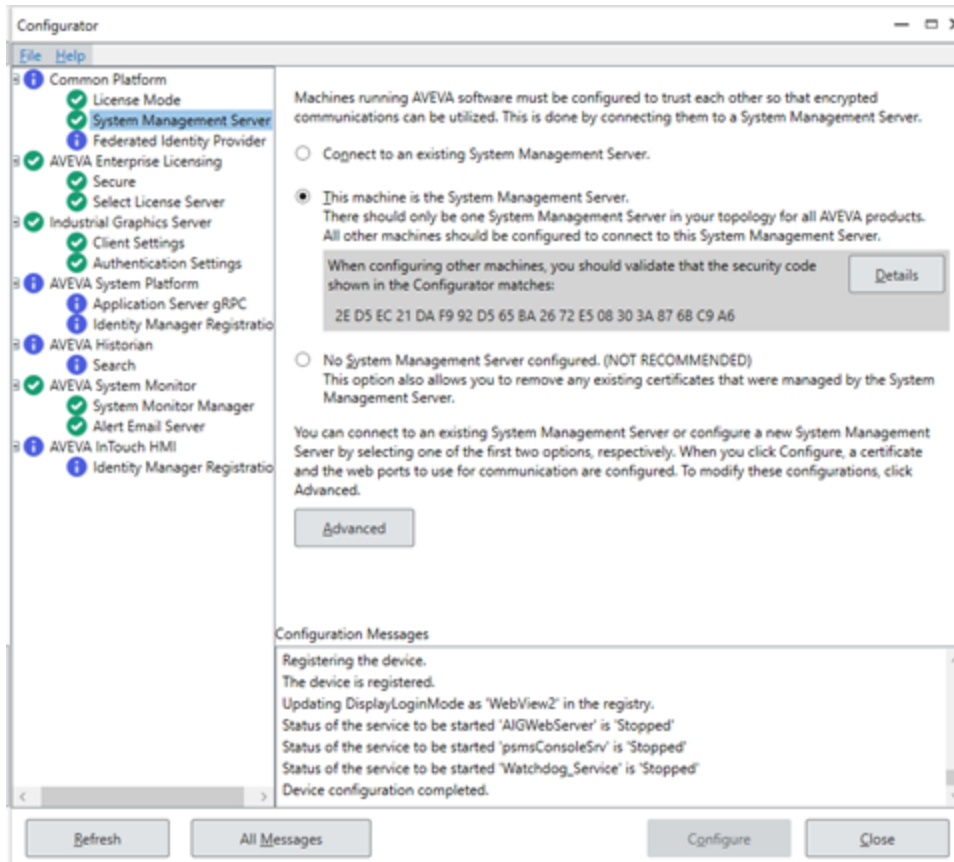 Configurator
File Help
Common Platform
License Mode
System Management Server
Federated Identity Provider
AVEVA Enterprise Licensing
Secure
Select License Server
Industrial Graphics Server
Client Settings
Authentication Settings
AVEVA System Platform
Application Server gRPC
Identity Manager Registratio
AVEVA Historian
Search
AVEVA System Monitor
System Monitor Manager
Alert Email Server
AVEVA InTouch HMI
Identity Manager Registratio
Machines running AVEVA software must be configured to trust each other so that encrypted
communications can be utilized. This is done by connecting them to a System Management Server.
Connect to an existing System Management Server.
This machine is the System Management Server.
There should only be one System Management Server in your topology for all AVEVA products.
All other machines should be configured to connect to this System Management Server.
When configuring other machines, you should validate that the security code
shown in the Configurator matches:
Details
2E D5 EC 21 DA F9 92 D5 65 BA 26 72 E5 08 30 3A 87 6B C9 A6
No System Management Server configured. (NOT RECOMMENDED)
This option also allows you to remove any existing certificates that were managed by the System
Management Server.
You can connect to an existing System Management Server or configure a new System Management
Server by selecting one of the first two options, respectively. When you click Configure, a certificate
and the web ports to use for communication are configured. To modify these configurations, click
Advanced.
Advanced
Configuration Messages
Registering the device.
The device is registered.
Updating DisplayLoginMode as 'WebView2' in the registry.
Status of the service to be started 'AIGWebServer' is 'Stopped'
Status of the service to be started 'psmsConsoleSrv' is 'Stopped'
Status of the service to be started 'Watchdog_Service' is 'Stopped'
Device configuration completed.
Refresh All Messages Configure Close